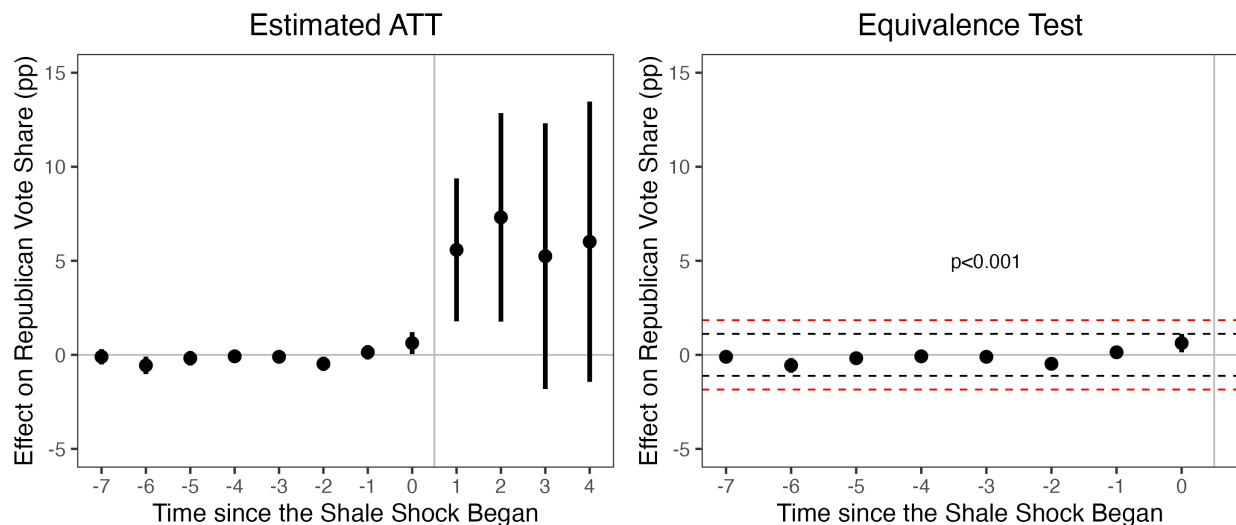 Estimated ATT
Effect on Republican Vote Share (pp)
15
10
5
0
-5
-7 -6 -5 -4 -3 -2 -1 0 1 2 3 4
Time since the Shale Shock Began
Equivalence Test
Effect on Republican Vote Share (pp)
15
10
5
0
-5
p<0.001
-7 -6 -5 -4 -3 -2 -1 0
Time since the Shale Shock Began